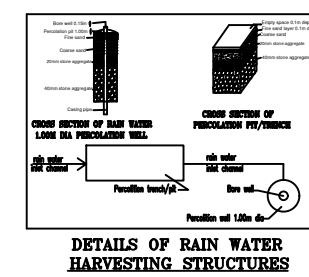 Bore well 0.15m
Percolation pit 1.00m
Fine sand
Coarse sand
20mm stone aggregate
40mm stone aggregate
Casing pipe
CROSS SECTION OF RAIN WATER
1.00M DIA PERCOLATION WELL
Empty space 0.1m
Fine sand layer 0.1m
Coarse sand
20mm stone aggregate
40mm stone aggregate
CROSS SECTION OF
PERCOLATION PIT/TRENCH
rain water
inlet channel
Percolition trench/pit
rain water
inlet channel
Bore well
Percolation well 1.00m dia
DETAILS OF RAIN WATER
HARVESTING STRUCTURES